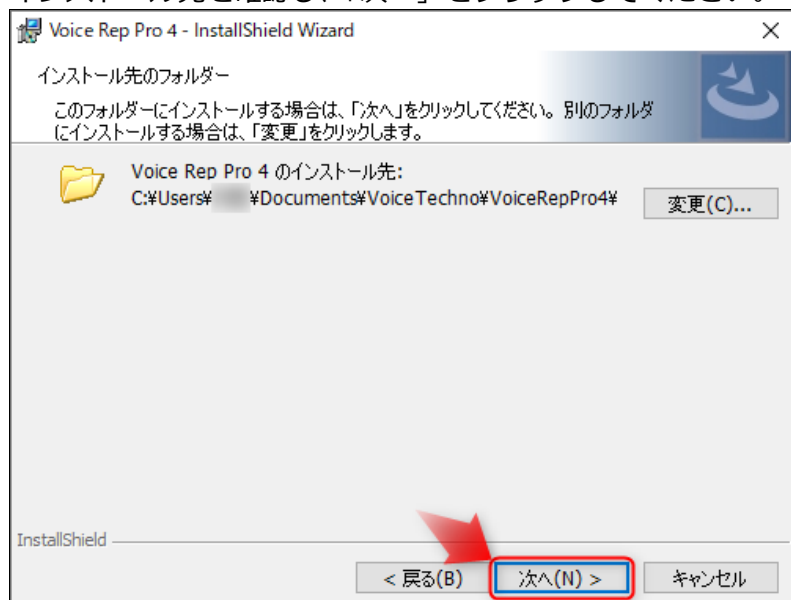 Voice Rep Pro 4 - InstallShield Wizard
インストール先のフォルダー
このフォルダーにインストールする場合は、「次へ」をクリックしてください。別のフォルダ
にインストールする場合は、「変更」をクリックします。
Voice Rep Pro 4 のインストール先:
C:¥Users¥ ¥Documents¥VoiceTechno¥VoiceRepPro4¥
変更(C)...
InstallShield
< 戻る(B)
次へ(N) >
キャンセル